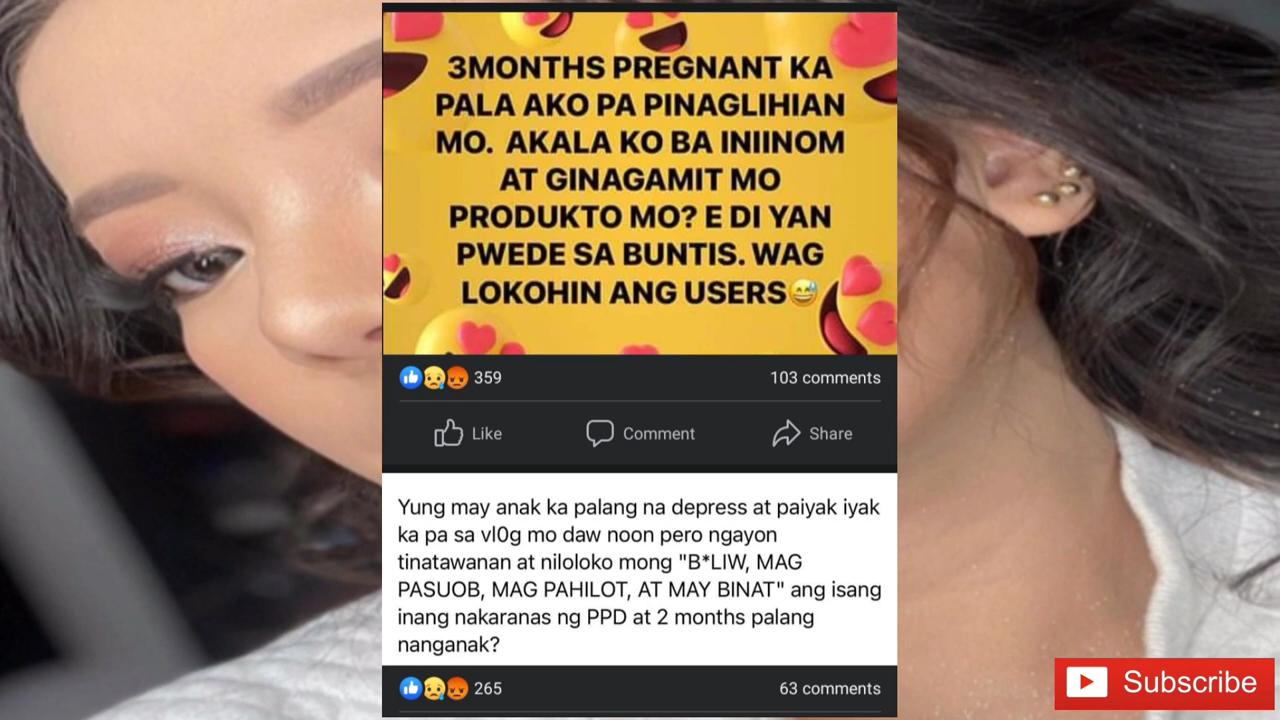 3MONTHS PREGNANT KA
PALA AKO PA PINAGLIHIAN
MO. AKALA KO BA INIINOM
AT GINAGAMIT MO
PRODUKTO MO? E DI YAN
PWEDE SA BUNTIS. WAG
LOKOHIN ANG USERS😅
359
103 comments
Like
Comment
Share
Yung may anak ka palang na depress at paiyak iyak
ka pa sa vl0g mo daw noon pero ngayon
tinatawanan at niloloko mong "B*LIW, MAG
PASUOB, MAG PAHILOT, AT MAY BINAT" ang isang
inang nakaranas ng PPD at 2 months palang
nanganak?
265
63 comments
Subscribe